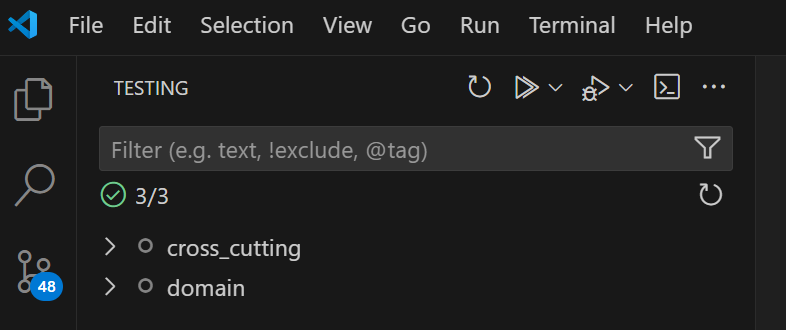 File Edit Selection View Go Run Terminal Help
TESTING
Filter (e.g. text, !exclude, @tag)
3/3
cross_cutting
domain
48